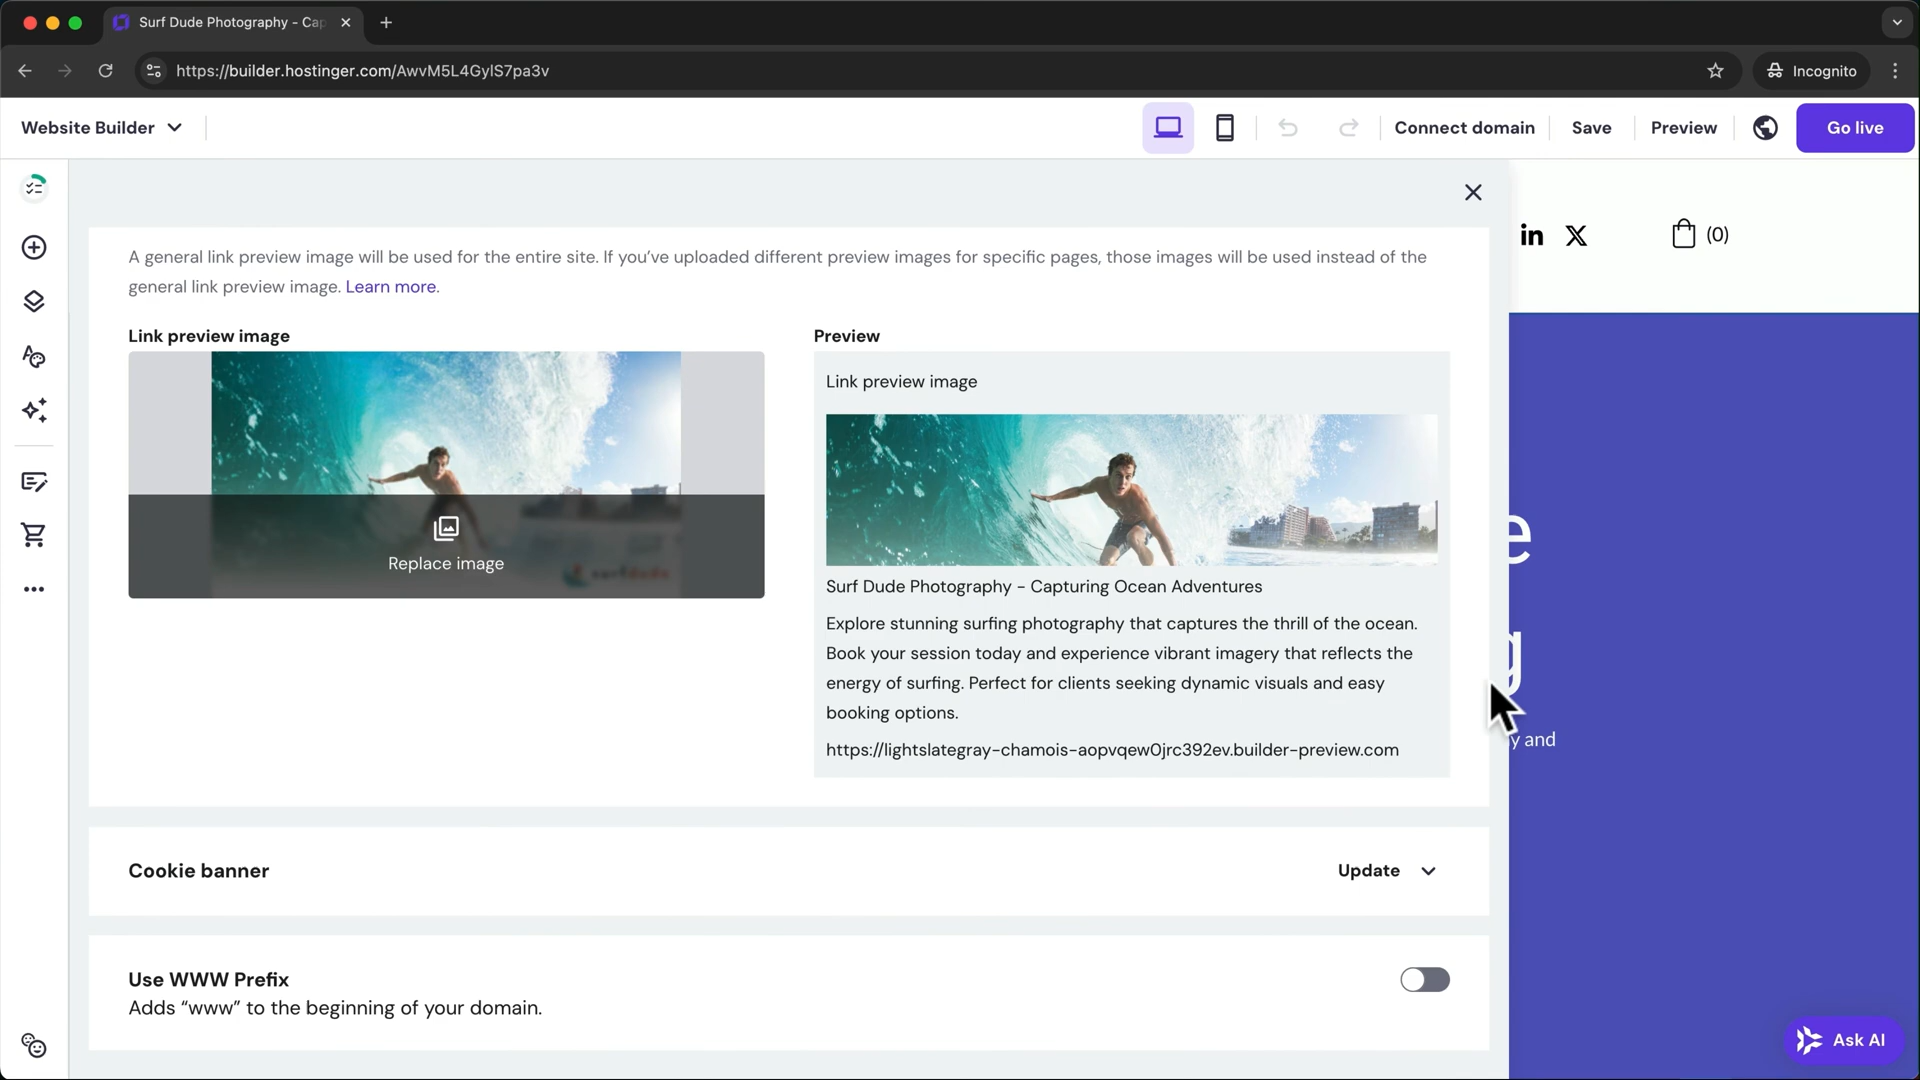 Surf Dude Photography - Cap
https://builder.hostinger.com/AwvM5L4GylS7pa3v
Incognito
Website Builder
Connect domain
Save
Preview
Go live
in X
(0)
A general link preview image will be used for the entire site. If you’ve uploaded different preview images for specific pages, those images will be used instead of the
general link preview image. Learn more.
Link preview image
Replace image
surfdude
Preview
Link preview image
Surf Dude Photography - Capturing Ocean Adventures
Explore stunning surfing photography that captures the thrill of the ocean.
Book your session today and experience vibrant imagery that reflects the
energy of surfing. Perfect for clients seeking dynamic visuals and easy
booking options.
https://lightslategray-chamois-aopvqew0jrc392ev.builder-preview.com
e
g
y and
Cookie banner
Update
Use WWW Prefix
Adds “www” to the beginning of your domain.
Ask AI